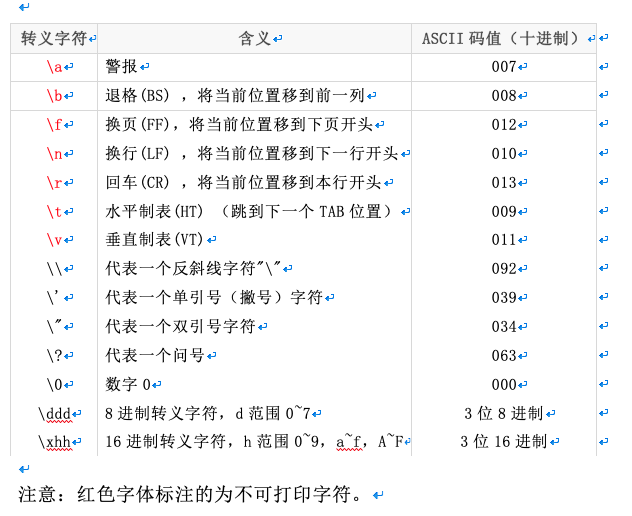 转义字符 含义 ASCII 码值（十进制）
\a 警报 007
\b 退格(BS) ，将当前位置移到前一列 008
\f 换页(FF)，将当前位置移到下页开头 012
\n 换行(LF) ，将当前位置移到下一行开头 010
\r 回车(CR) ，将当前位置移到本行开头 013
\t 水平制表(HT) （跳到下一个 TAB 位置） 009
\v 垂直制表(VT) 011
\\ 代表一个反斜线字符"\" 092
\' 代表一个单引号（撇号）字符 039
\" 代表一个双引号字符 034
\? 代表一个问号 063
\0 数字 0 000
\ddd 8 进制转义字符，d 范围 0~7 3 位 8 进制
\xhh 16 进制转义字符，h 范围 0~9，a~f，A~F 3 位 16 进制
注意：红色字体标注的为不可打印字符。